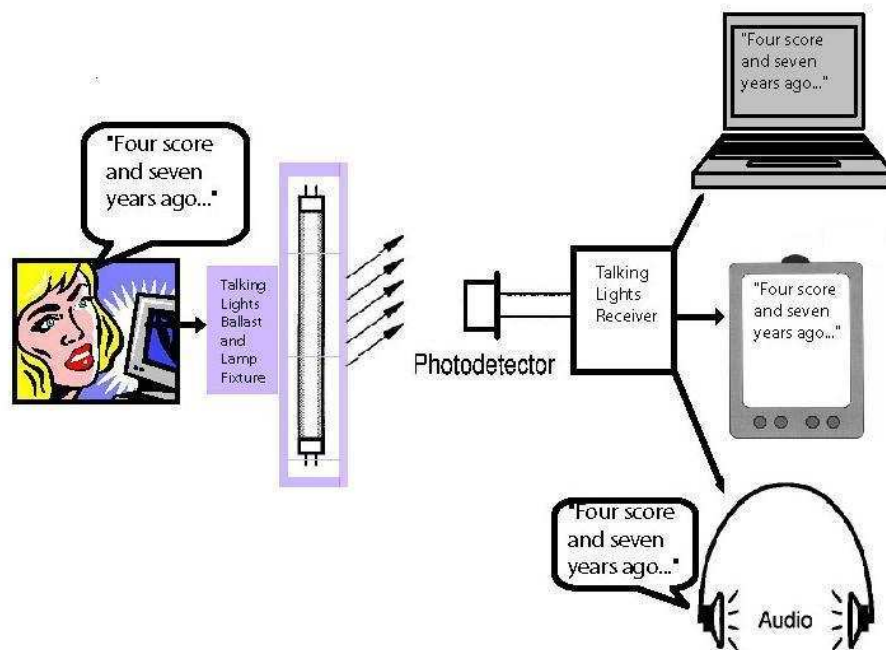 "Four score
and seven
years ago..."
Talking
Lights
Ballast
and
Lamp
Fixture
Photodetector
Talking
Lights
Receiver
"Four score
and seven
years ago..."
"Four score
and seven
years ago..."
"Four score
and seven
years ago..."
Audio